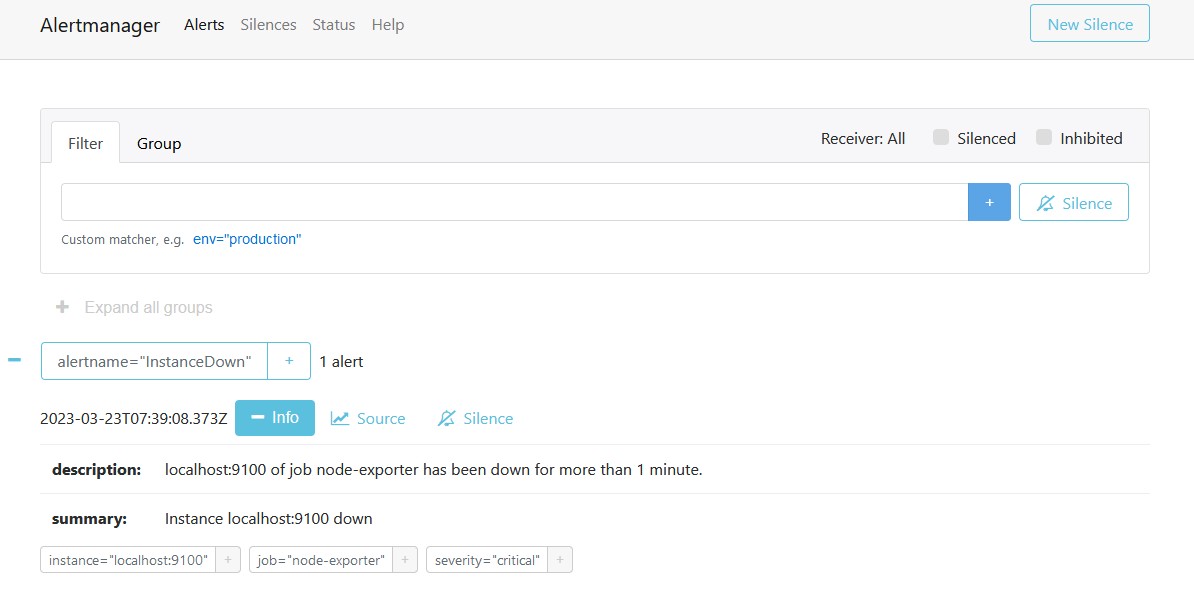 Alertmanager Alerts Silences Status Help New Silence
Filter Group Receiver: All Silenced Inhibited
+ Silence
Custom matcher, e.g. env="production"
+ Expand all groups
alertname="InstanceDown" + 1 alert
2023-03-23T07:39:08.373Z Info Source Silence
description: localhost:9100 of job node-exporter has been down for more than 1 minute.
summary: Instance localhost:9100 down
instance="localhost:9100" + job="node-exporter" + severity="critical" +